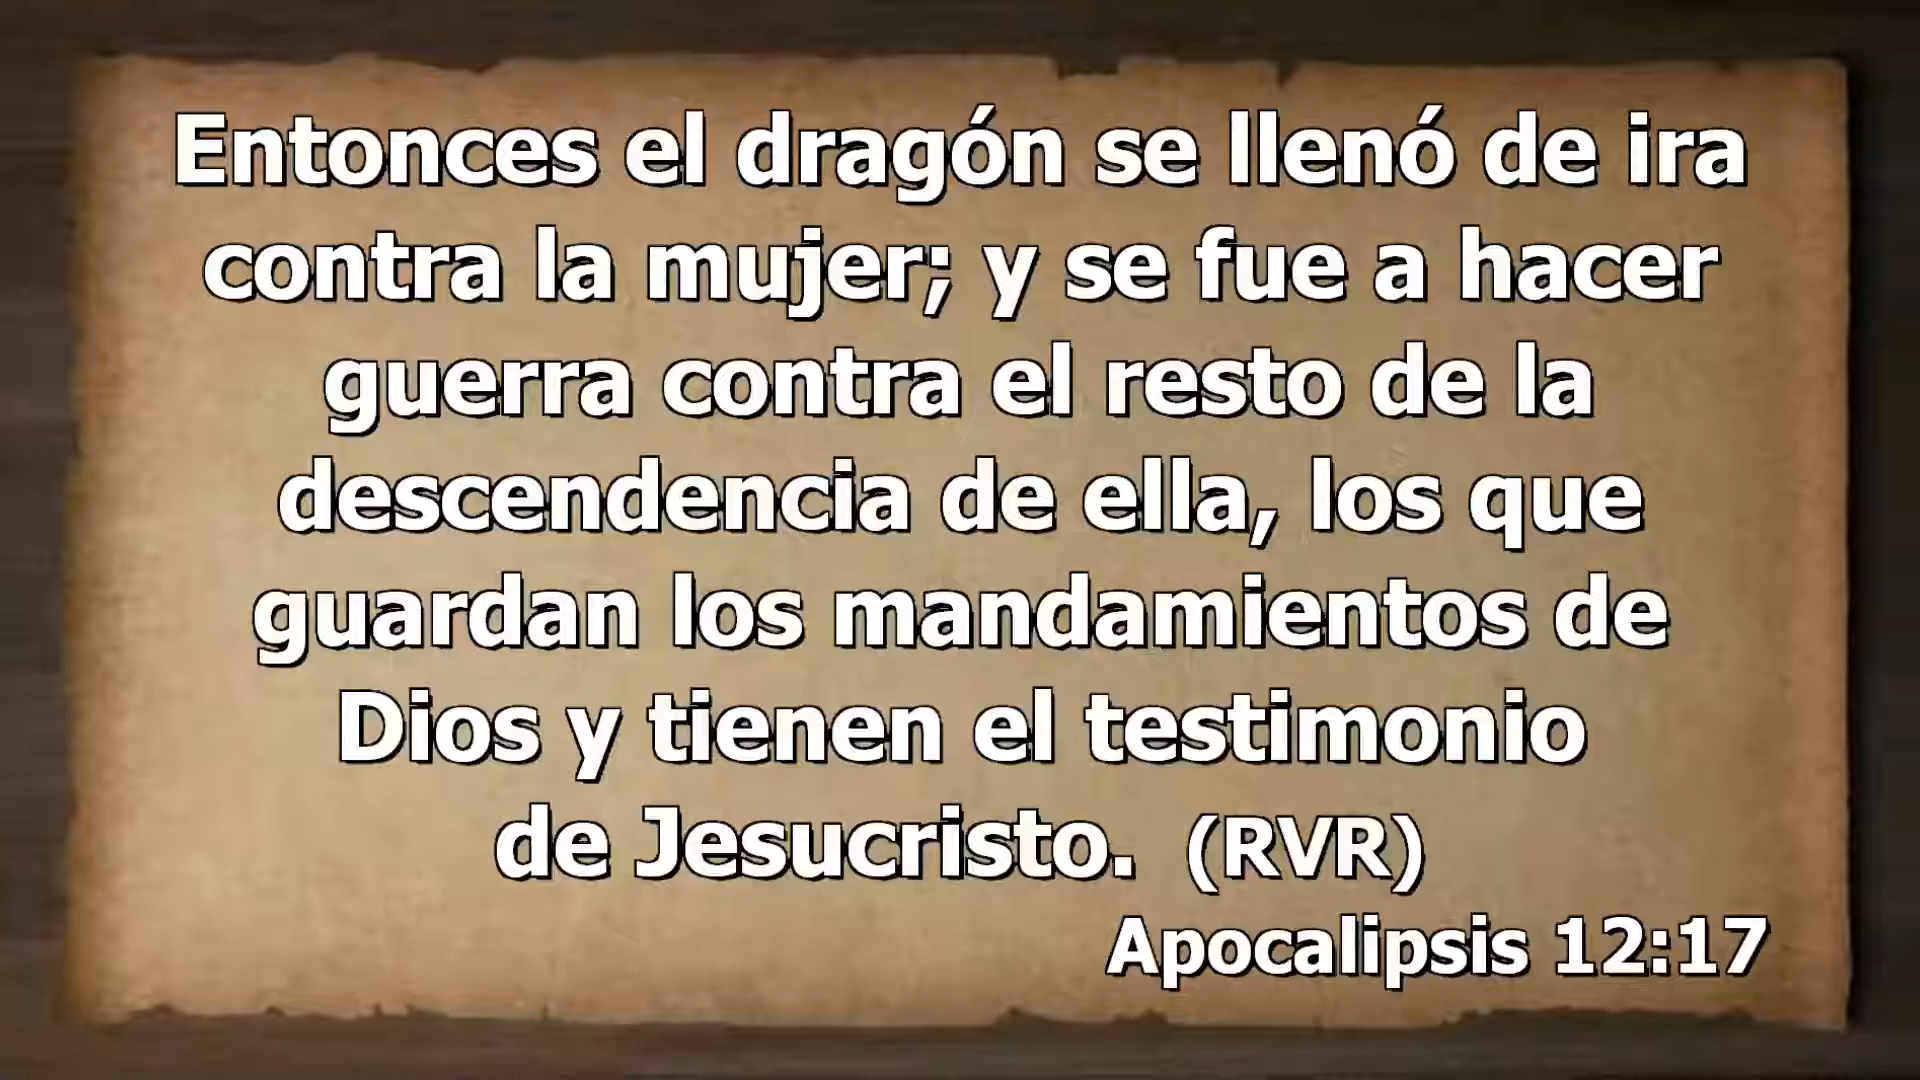 Entonces el dragón se llenó de ira
contra la mujer; y se fue a hacer
guerra contra el resto de la
descendencia de ella, los que
guardan los mandamientos de
Dios y tienen el testimonio
de Jesucristo. (RVR)
Apocalipsis 12:17